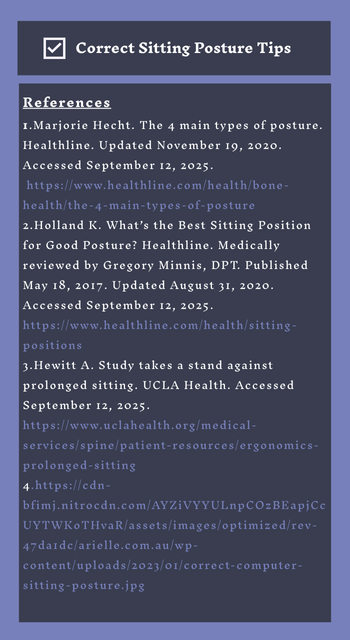 Correct Sitting Posture Tips
References
1.Marjorie Hecht. The 4 main types of posture.
Healthline. Updated November 19, 2020.
Accessed September 12, 2025.
https://www.healthline.com/health/bone-
health/the-4-main-types-of-posture
2.Holland K. What's the Best Sitting Position
for Good Posture? Healthline. Medically
reviewed by Gregory Minnis, DPT. Published
May 18, 2017. Updated August 31, 2020.
Accessed September 12, 2025.
https://www.healthline.com/health/sitting-
positions
3.Hewitt A. Study takes a stand against
prolonged sitting. UCLA Health. Accessed
September 12, 2025.
https://www.uclahealth.org/medical-
services/spine/patient-resources/ergonomics-
prolonged-sitting
4.https://cdn-
bfimj.nitrocdn.com/AYZiVYYULnpCOzBEapjCc
UYTWKoTHvaR/assets/images/optimized/rev-
47da1dc/arielle.com.au/wp-
content/uploads/2023/01/correct-computer-
sitting-posture.jpg